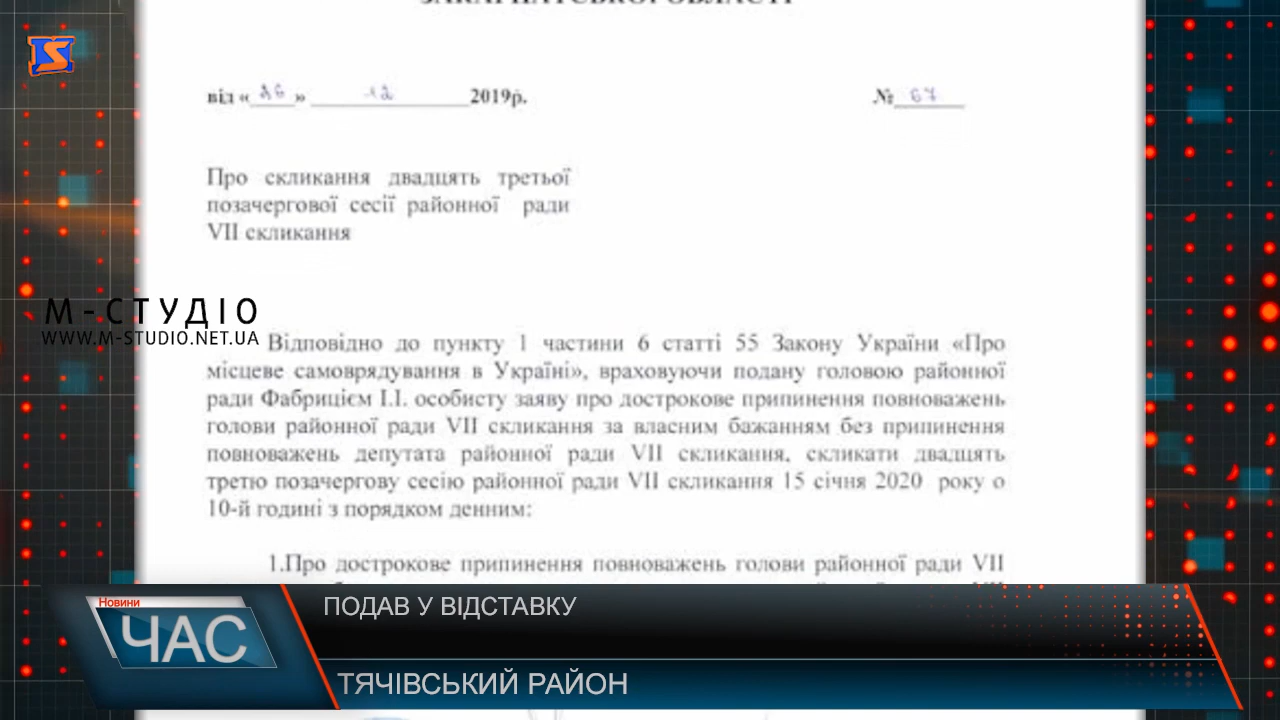 ЗАКАРПАТСЬКОЇ ОБЛАСТІ
від «26» 12 2019р. № 67
Про скликання двадцять третьої
позачергової сесії районної ради
VII скликання
М-СТУДІО
WWW.M-STUDIO.NET.UA
Відповідно до пункту 1 частини 6 статті 55 Закону України «Про
місцеве самоврядування в Україні», враховуючи подану головою районної
ради Фабрицієм І.І. особисту заяву про дострокове припинення повноважень
голови районної ради VII скликання за власним бажанням без припинення
повноважень депутата районної ради VII скликання, скликати двадцять
третю позачергову сесію районної ради VII скликання 15 січня 2020 року о
10-й годині з порядком денним:
1.Про дострокове припинення повноважень голови районної ради VII
Новини
ЧАС
ПОДАВ У ВІДСТАВКУ
ТЯЧІВСЬКИЙ РАЙОН